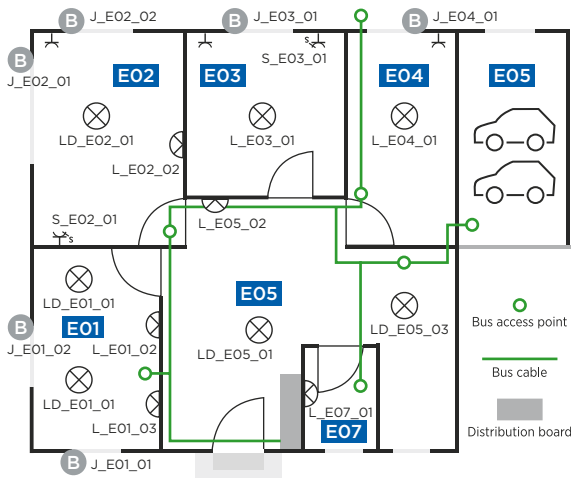 B J_E02_02
B J_E03_01
B J_E04_01
B
J_E02_01
S_E03_01
s
E02
E03
E04
E05
LD_E02_01
L_E03_01
L_E04_01
L_E02_02
S_E02_01
s
L_E05_02
LD_E01_01
E05
E01
B
J_E01_02
L_E01_02
LD_E05_01
LD_E05_03
Bus access point
LD_E01_01
Bus cable
L_E01_03
L_E07_01
E07
Distribution board
B J_E01_01